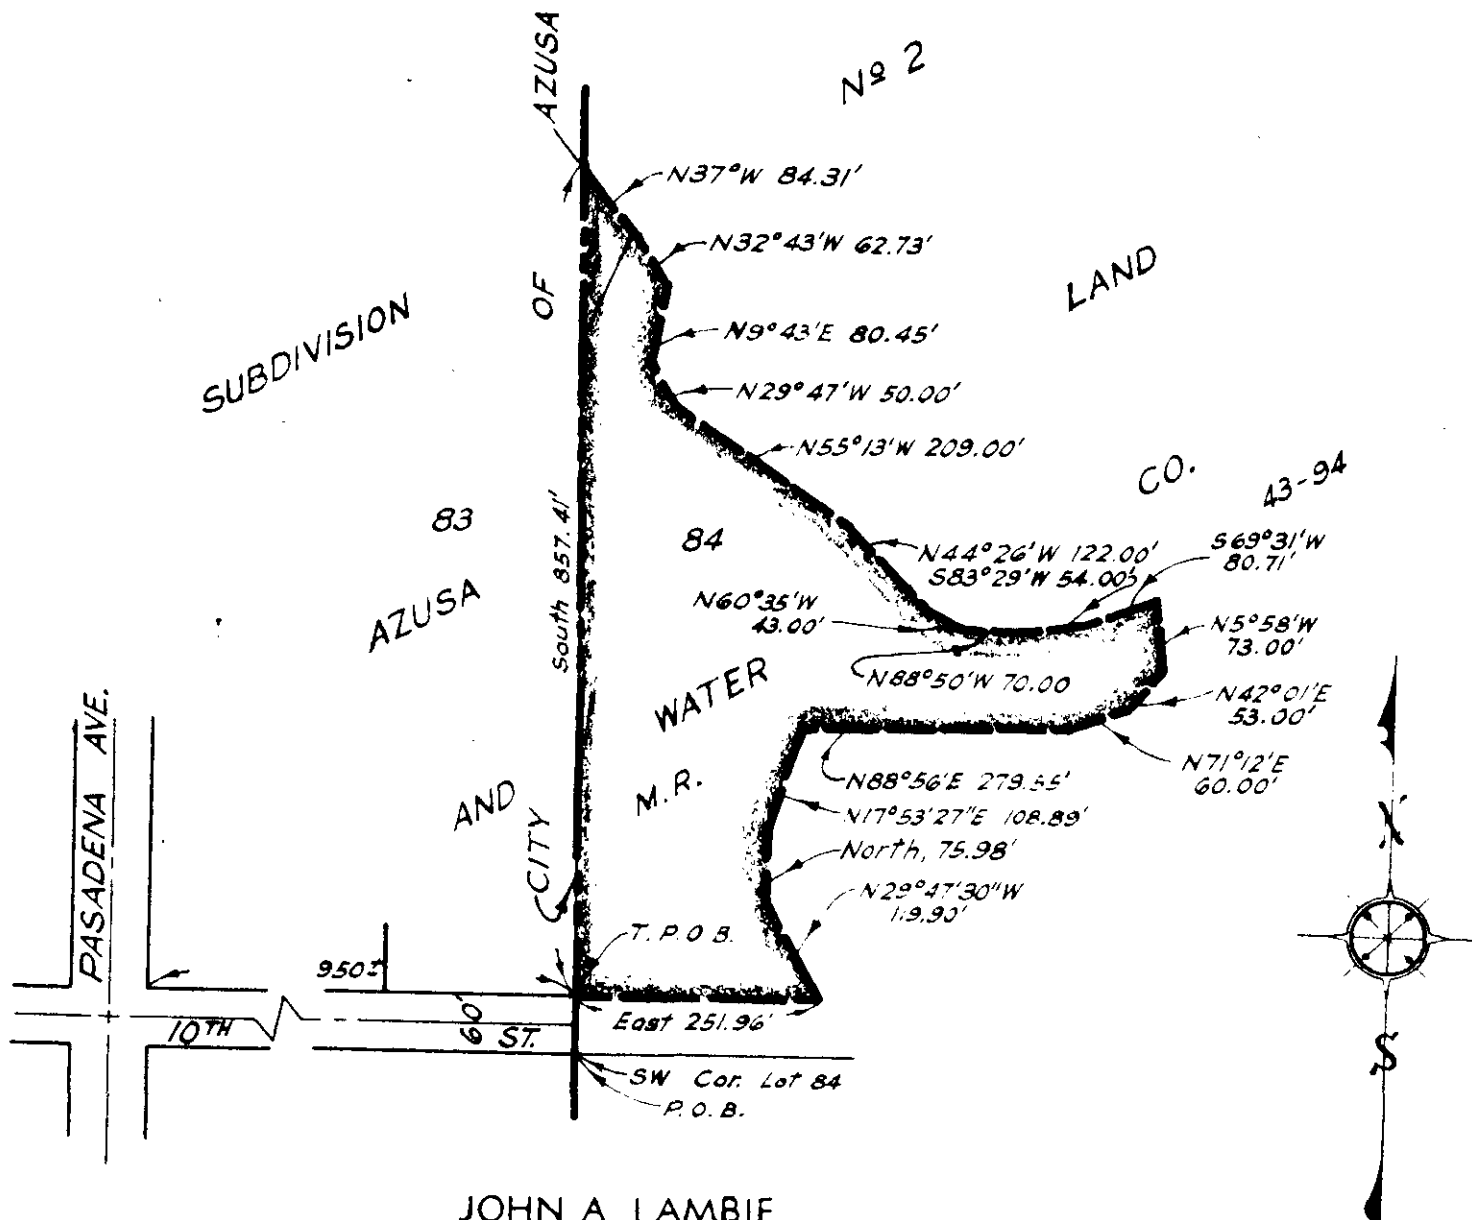 Nº 2
AZUSA
N37°W 84.31'
N32°43'W 62.73'
OF
LAND
SUBDIVISION
N9°43'E 80.45'
N29°47'W 50.00'
N55°13'W 209.00'
CO.
43-94
83
84
South 857.41'
N44°26'W 122.00'
S83°29'W 54.00'
S69°31'W
80.71'
AZUSA
N60°35'W
43.00'
N5°58'W
73.00'
WATER
N88°50'W 70.00
N42°01'E
53.00'
PASADENA AVE.
N71°12'E
60.00'
AND
M.R.
N88°56'E 279.55'
N17°53'27"E 108.89'
CITY
North, 75.98'
N29°47'30"W
119.90'
T.P.O.B.
950±
60'
10TH
ST.
East 251.96'
SW Cor. Lot 84
P.O.B.
S
JOHN A LAMBIE